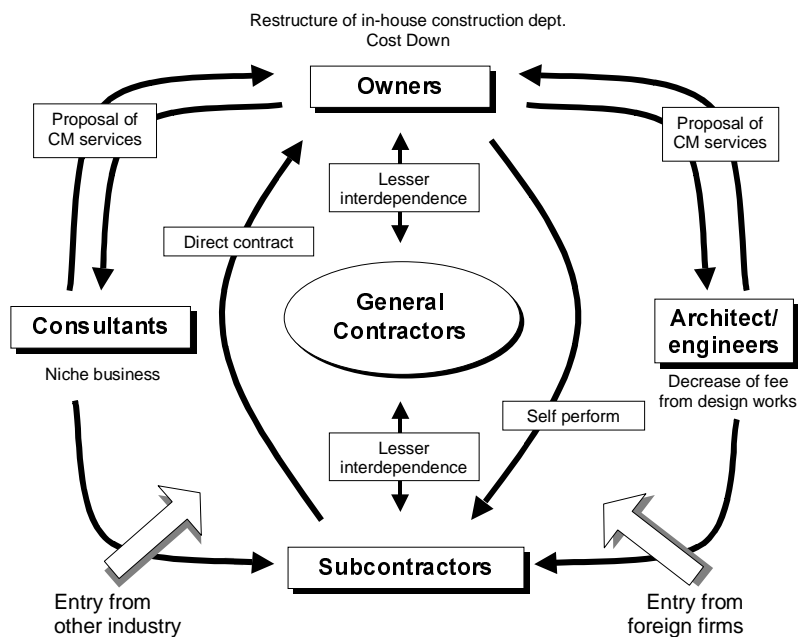 Restructure of in-house construction dept.
Cost Down
Owners
Proposal of
CM services
Proposal of
CM services
Lesser
interdependence
Direct contract
General
Contractors
Consultants
Niche business
Architect/
engineers
Decrease of fee
from design works
Self perform
Lesser
interdependence
Subcontractors
Entry from
other industry
Entry from
foreign firms